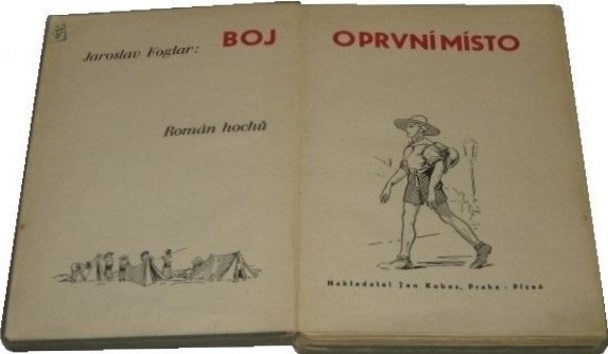 BOJ O PRVNÍ MÍSTO
Jaroslav Foglar:
Román hochů
Nakladatel Jan Kobes, Praha - Plzeň